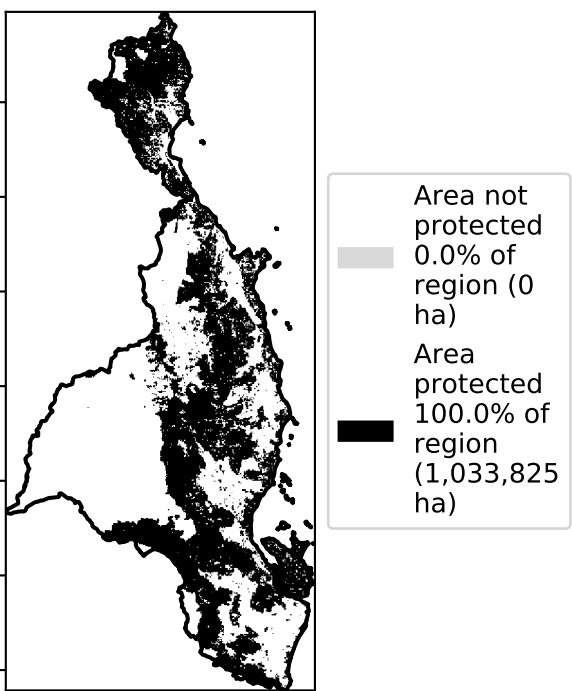 Area not
protected
0.0% of
region (0
ha)
Area
protected
100.0% of
region
(1,033,825
ha)